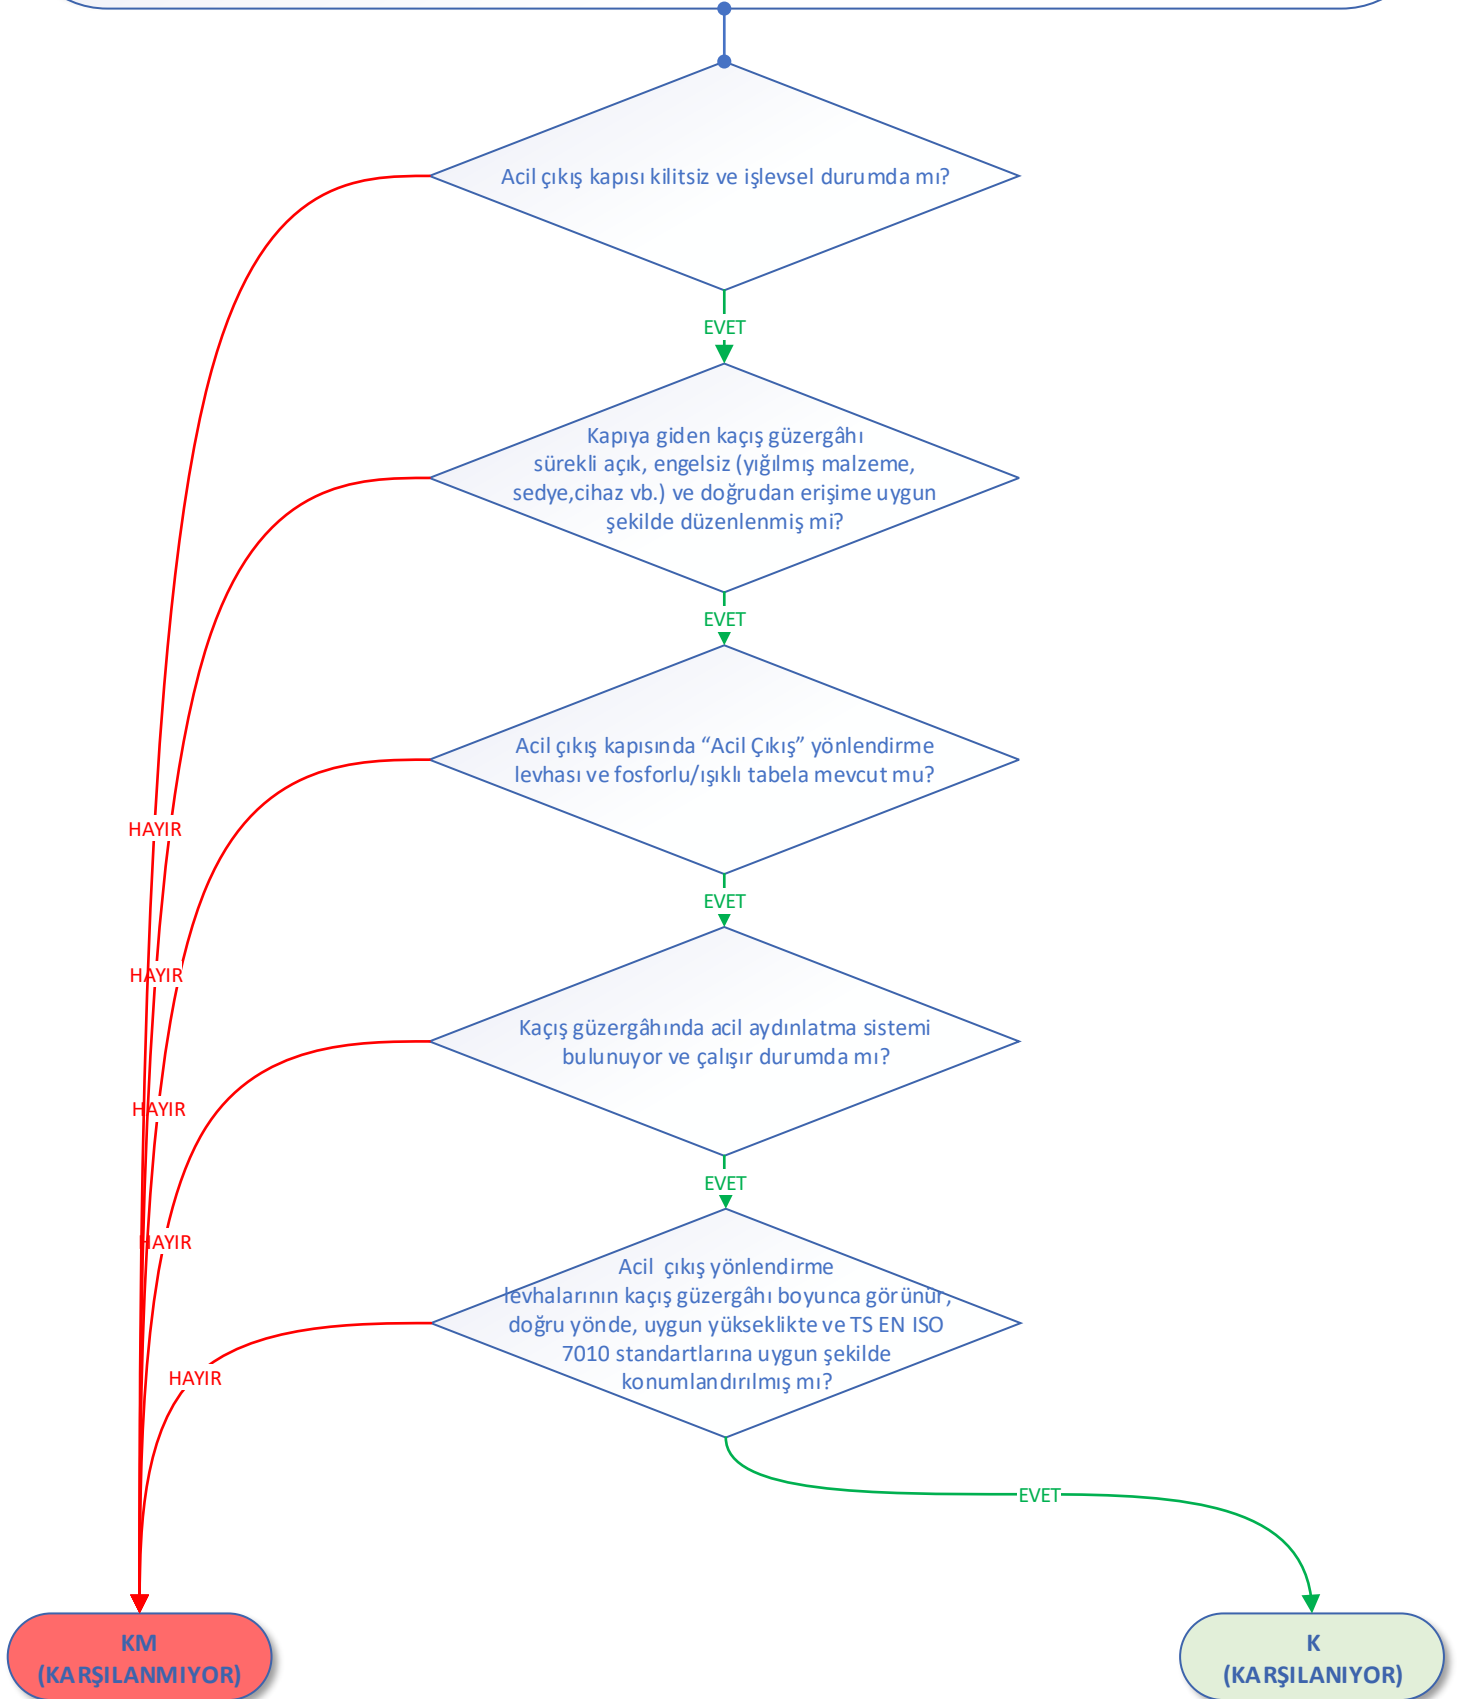 Acil çıkış kapısı kilitsiz ve işlevsel durumda mı?
EVET
Kapıya giden kaçış güzergâhı
sürekli açık, engelsiz (yığılmış malzeme,
sedye,cihaz vb.) ve doğrudan erişime uygun
şekilde düzenlenmiş mi?
EVET
Acil çıkış kapısında “Acil Çıkış” yönlendirme
levhası ve fosforlu/ışıklı tabela mevcut mu?
HAYIR
EVET
HAYIR
Kaçış güzergâhında acil aydınlatma sistemi
bulunuyor ve çalışır durumda mı?
HAYIR
EVET
HAYIR
Acil çıkış yönlendirme
levhalarının kaçış güzergâhı boyunca görünür,
doğru yönde, uygun yükseklikte ve TS EN ISO
7010 standartlarına uygun şekilde
konumlandırılmış mı?
HAYIR
EVET
KM
(KARŞILANMIYOR)
K
(KARŞILANIYOR)